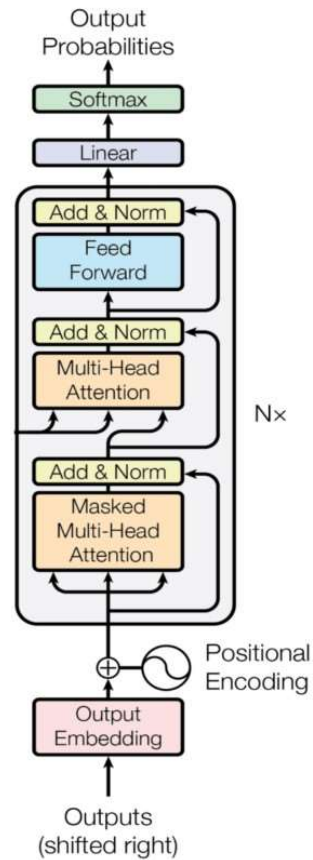 Output
Probabilities
Softmax
Linear
Add & Norm
Feed
Forward
Add & Norm
Multi-Head
Attention
N×
Add & Norm
Masked
Multi-Head
Attention
Positional
Encoding
Output
Embedding
Outputs
(shifted right)